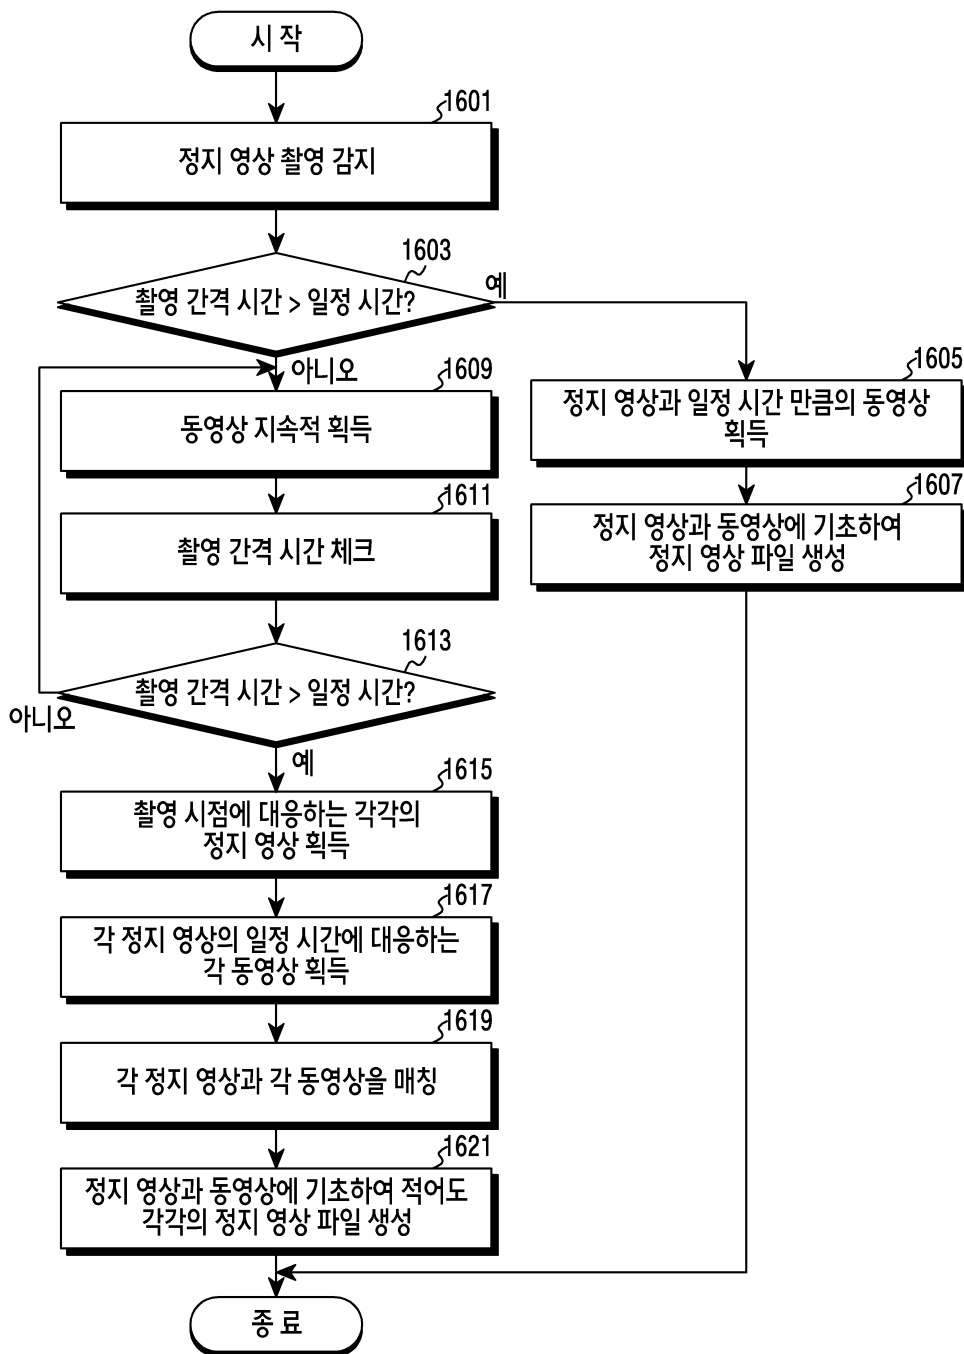 시 작
1601
정지 영상 촬영 감지
1603
촬영 간격 시간 > 일정 시간?
예
아니오
1605
정지 영상과 일정 시간 만큼의 동영상
획득
1607
정지 영상과 동영상에 기초하여
정지 영상 파일 생성
1609
동영상 지속적 획득
1611
촬영 간격 시간 체크
1613
촬영 간격 시간 > 일정 시간?
아니오
예
1615
촬영 시점에 대응하는 각각의
정지 영상 획득
1617
각 정지 영상의 일정 시간에 대응하는
각 동영상 획득
1619
각 정지 영상과 각 동영상을 매칭
1621
정지 영상과 동영상에 기초하여 적어도
각각의 정지 영상 파일 생성
종 료